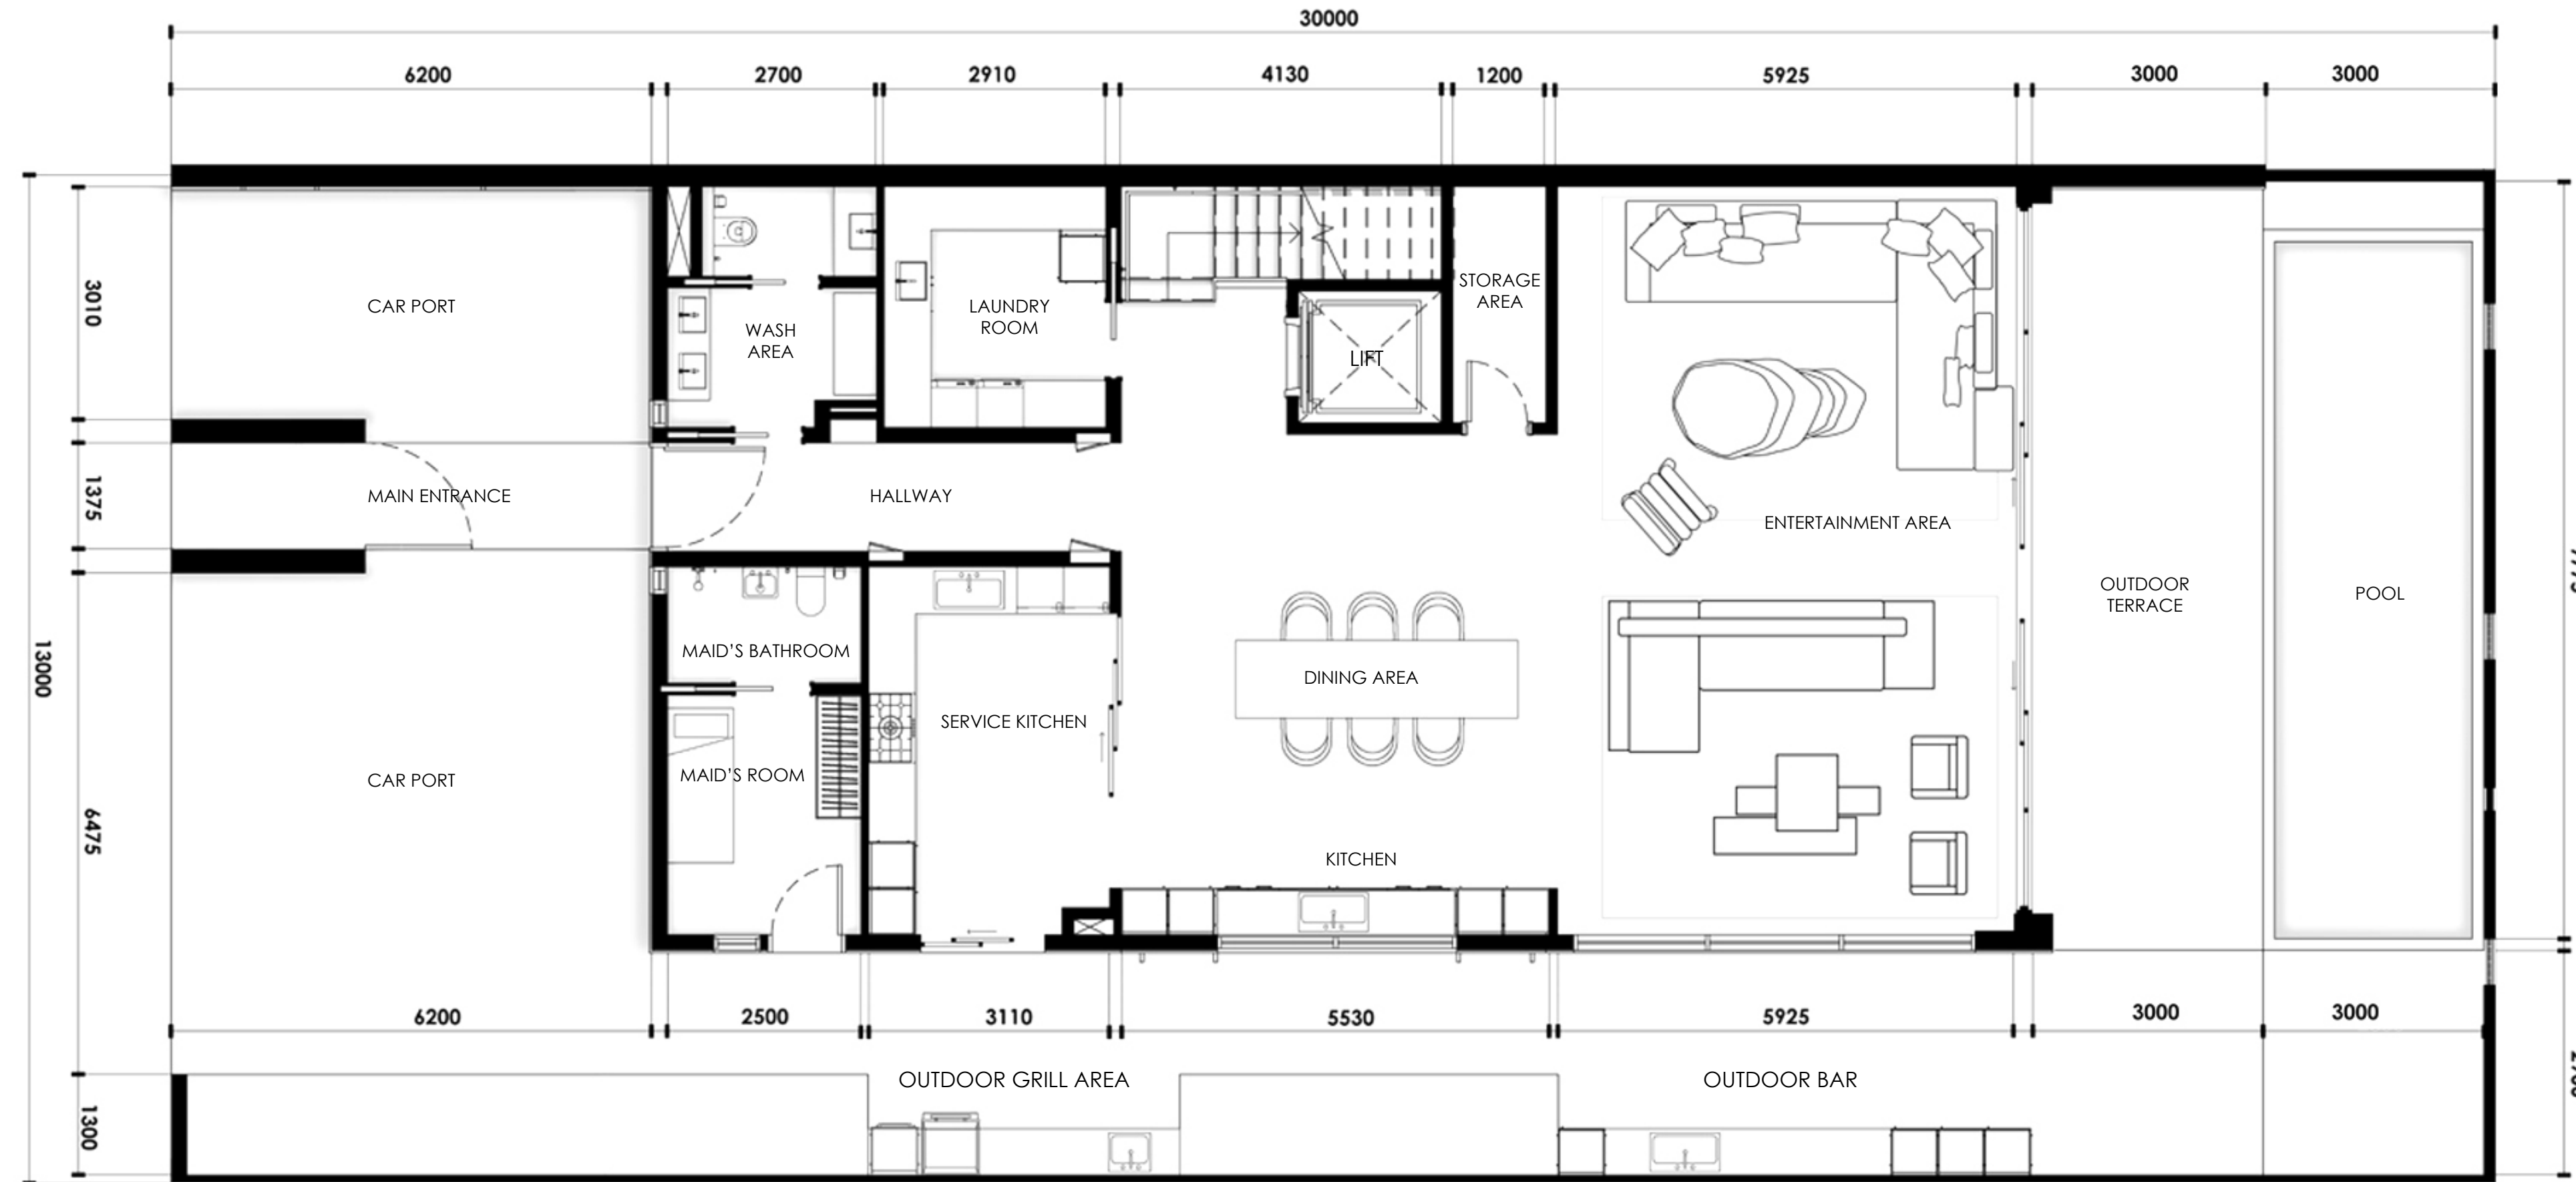 30000
6200
2700
2910
4130
1200
5925
3000
3000
3010
1375
13000
6475
1300
CAR PORT
WASH
AREA
LAUNDRY
ROOM
LIFT
STORAGE
AREA
MAIN ENTRANCE
HALLWAY
ENTERTAINMENT AREA
OUTDOOR
TERRACE
POOL
MAID'S BATHROOM
DINING AREA
SERVICE KITCHEN
MAID'S ROOM
CAR PORT
KITCHEN
6200
2500
3110
5530
5925
3000
3000
OUTDOOR GRILL AREA
OUTDOOR BAR